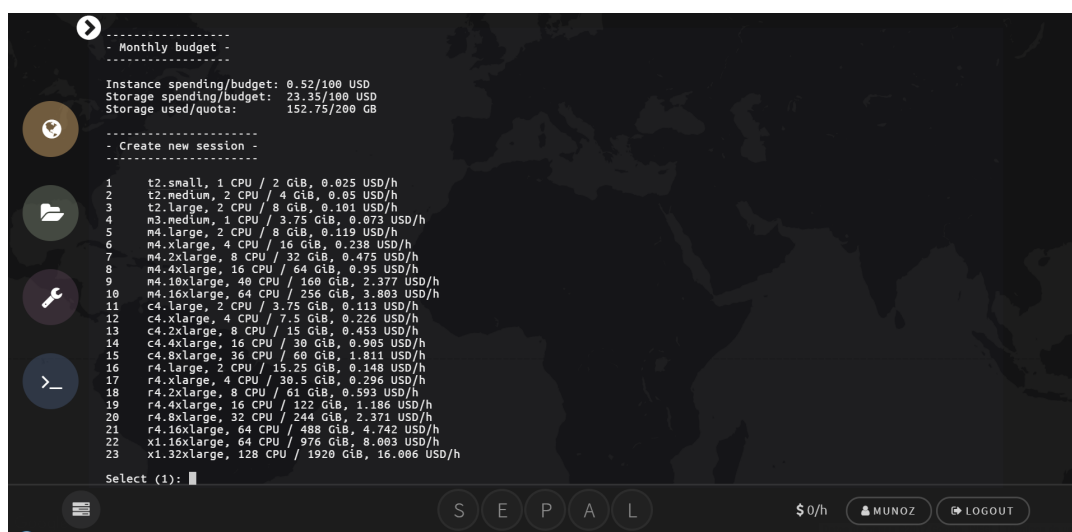 ------------------
- Monthly budget -
------------------
Instance spending/budget: 0.52/100 USD
Storage spending/budget:  23.35/100 USD
Storage used/quota:       152.75/200 GB
----------------------
- Create new session -
----------------------
1     t2.small, 1 CPU / 2 GiB, 0.025 USD/h
2     t2.medium, 2 CPU / 4 GiB, 0.05 USD/h
3     t2.large, 2 CPU / 8 GiB, 0.101 USD/h
4     m3.medium, 1 CPU / 3.75 GiB, 0.073 USD/h
5     m4.large, 2 CPU / 8 GiB, 0.119 USD/h
6     m4.xlarge, 4 CPU / 16 GiB, 0.238 USD/h
7     m4.2xlarge, 8 CPU / 32 GiB, 0.475 USD/h
8     m4.4xlarge, 16 CPU / 64 GiB, 0.95 USD/h
9     m4.10xlarge, 40 CPU / 160 GiB, 2.377 USD/h
10    m4.16xlarge, 64 CPU / 256 GiB, 3.803 USD/h
11    c4.large, 2 CPU / 3.75 GiB, 0.113 USD/h
12    c4.xlarge, 4 CPU / 7.5 GiB, 0.226 USD/h
13    c4.2xlarge, 8 CPU / 15 GiB, 0.453 USD/h
14    c4.4xlarge, 16 CPU / 30 GiB, 0.905 USD/h
15    c4.8xlarge, 36 CPU / 60 GiB, 1.811 USD/h
16    r4.large, 2 CPU / 15.25 GiB, 0.148 USD/h
17    r4.xlarge, 4 CPU / 30.5 GiB, 0.296 USD/h
18    r4.2xlarge, 8 CPU / 61 GiB, 0.593 USD/h
19    r4.4xlarge, 16 CPU / 122 GiB, 1.186 USD/h
20    r4.8xlarge, 32 CPU / 244 GiB, 2.371 USD/h
21    r4.16xlarge, 64 CPU / 488 GiB, 4.742 USD/h
22    x1.16xlarge, 64 CPU / 976 GiB, 8.003 USD/h
23    x1.32xlarge, 128 CPU / 1920 GiB, 16.006 USD/h
Select (1):
S E P A L $ 0/h MUNOZ LOGOUT